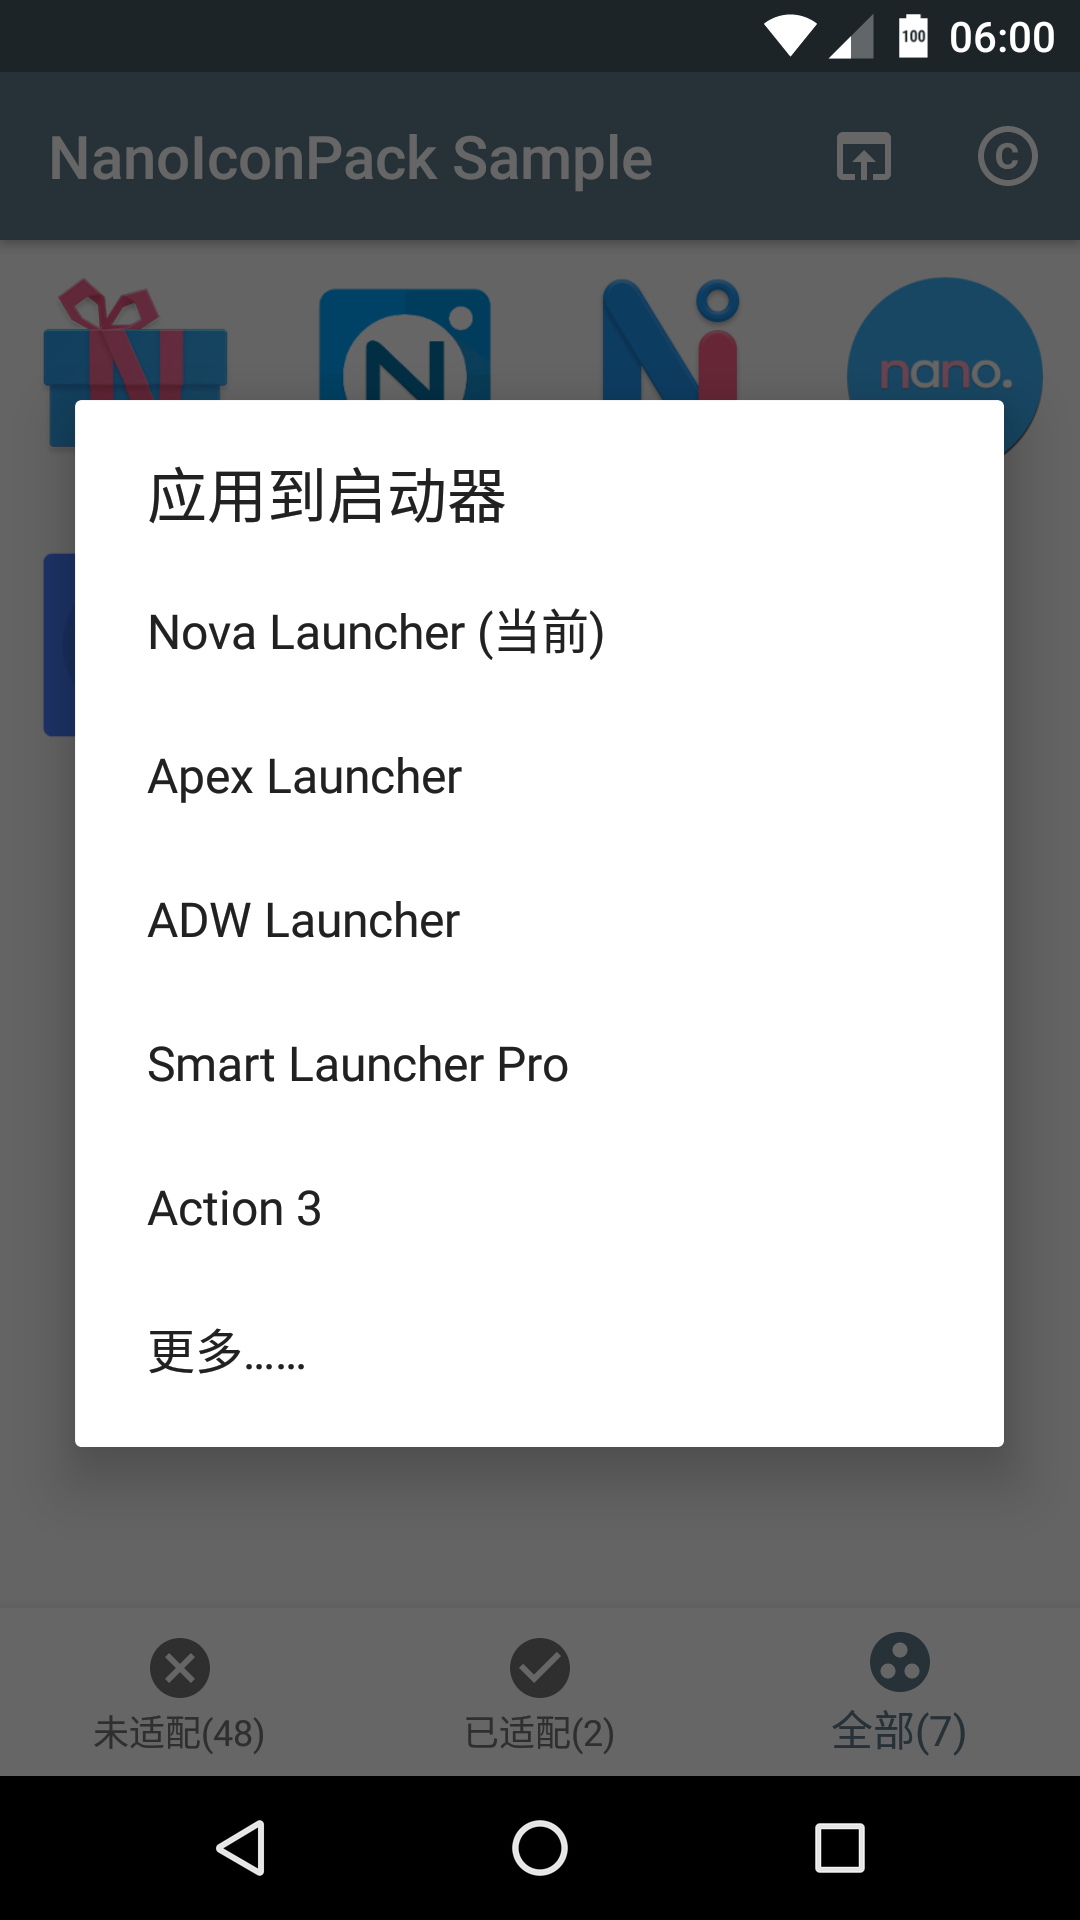 100 06:00
NanoIconPack Sample
nano.
应用到启动器
Nova Launcher (当前)
Apex Launcher
ADW Launcher
Smart Launcher Pro
Action 3
更多……
未适配(48) 已适配(2) 全部(7)